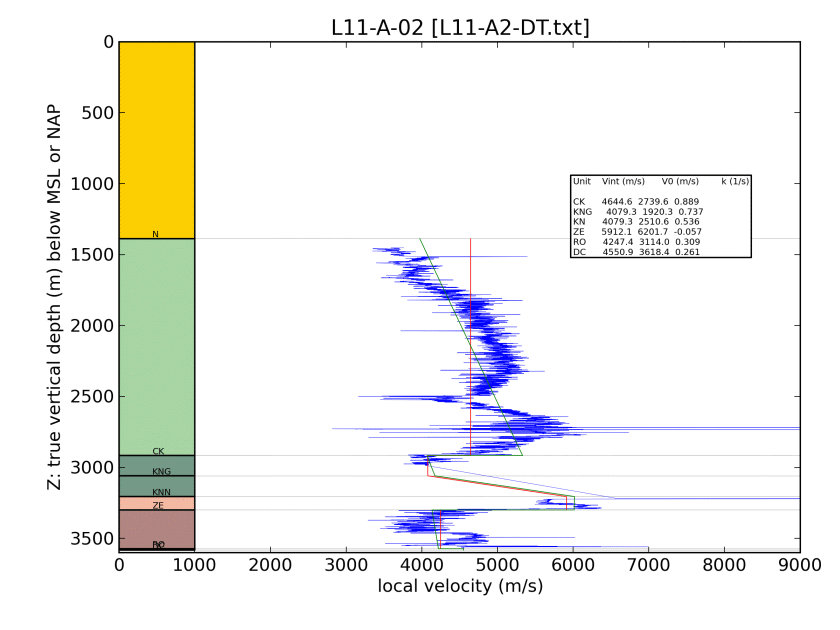 L11-A-02 [L11-A2-DT.txt]
Z: true vertical depth (m) below MSL or NAP
0
500
1000
1500
2000
2500
3000
3500
N
CK
KNG
KNN
ZE
RO
Unit Vint (m/s) V0 (m/s) k (1/s)
CK 4644.6 2739.6 0.889
KNG 4079.3 1920.3 0.737
KN 4079.3 2510.6 0.536
ZE 5912.1 6201.7 -0.057
RO 4247.4 3114.0 0.309
DC 4550.9 3618.4 0.261
0 1000 2000 3000 4000 5000 6000 7000 8000 9000
local velocity (m/s)